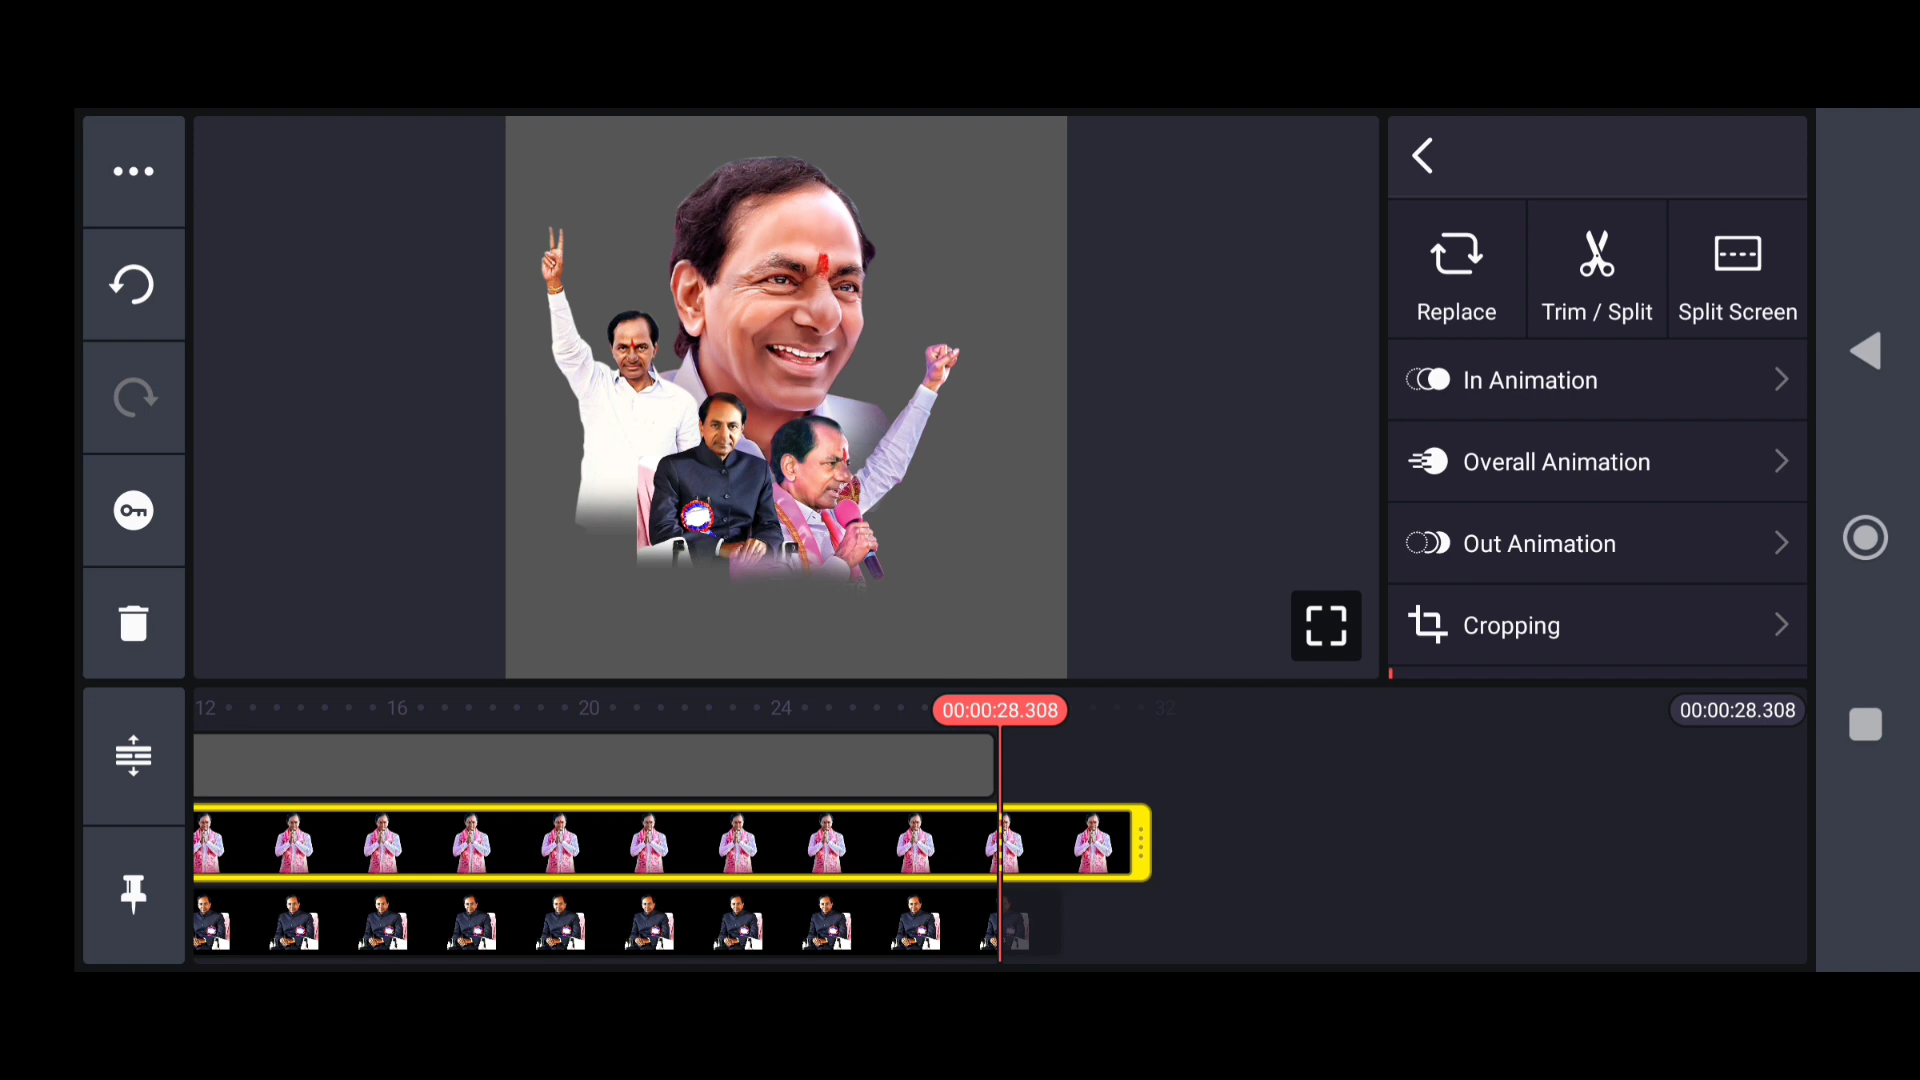 Replace
Trim / Split
Split Screen
In Animation
Overall Animation
Out Animation
Cropping
12
16
20
24
00:00:28.308
32
00:00:28.308